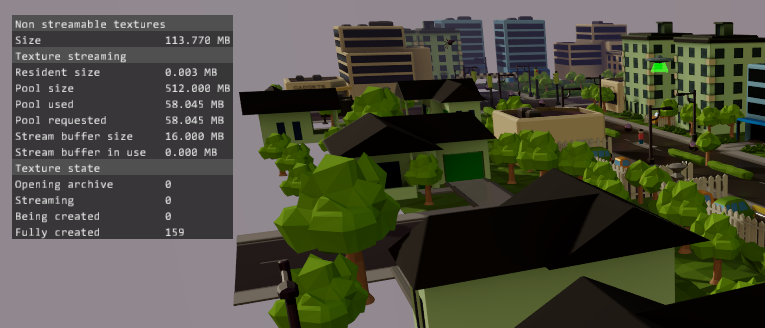 Non streamable textures
Size 113.770 MB
Texture streaming
Resident size 0.003 MB
Pool size 512.000 MB
Pool used 58.045 MB
Pool requested 58.045 MB
Stream buffer size 16.000 MB
Stream buffer in use 0.000 MB
Texture state
Opening archive 0
Streaming 0
Being created 0
Fully created 159